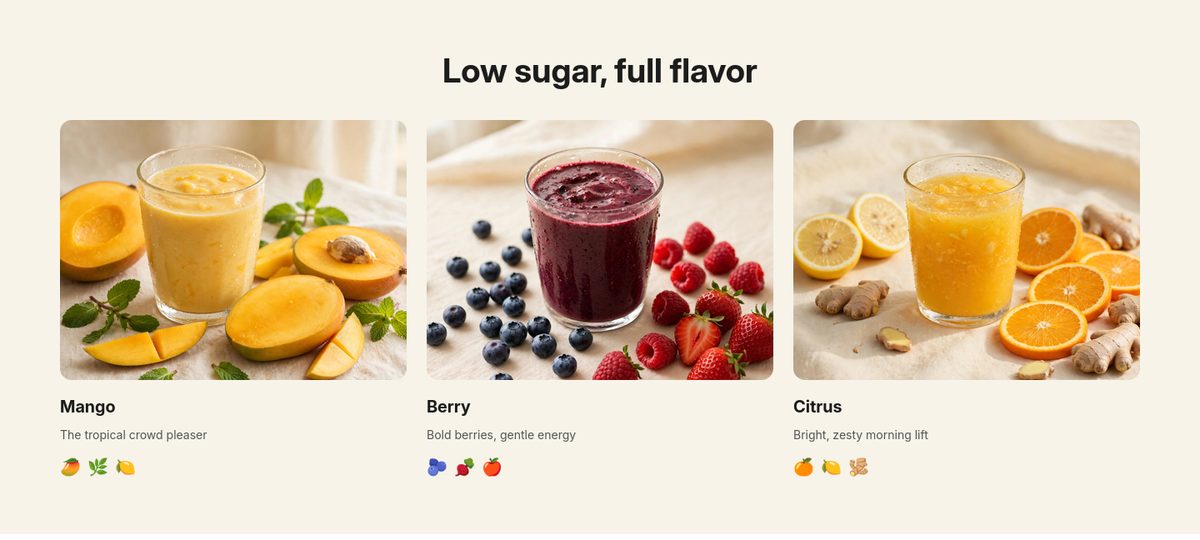 Low sugar, full flavor
Mango
The tropical crowd pleaser
Berry
Bold berries, gentle energy
Citrus
Bright, zesty morning lift